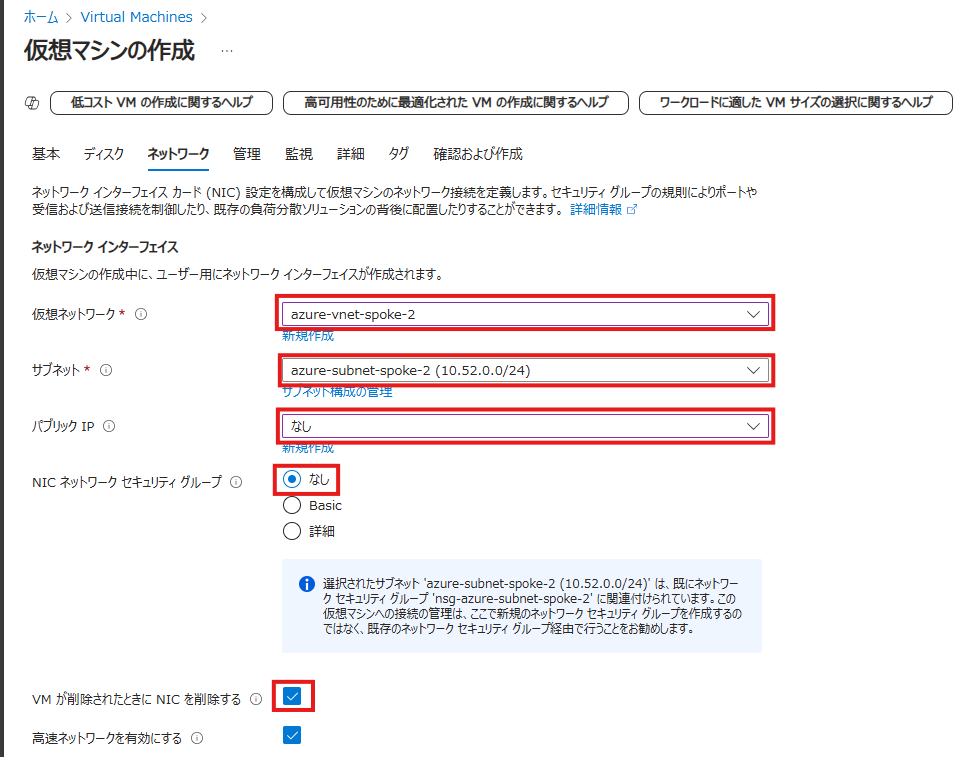 ホーム > Virtual Machines >
仮想マシンの作成 …
低コスト VM の作成に関するヘルプ 高可用性のために最適化された VM の作成に関するヘルプ ワークロードに適した VM サイズの選択に関するヘルプ
基本 ディスク ネットワーク 管理 監視 詳細 タグ 確認および作成
ネットワーク インターフェイス カード (NIC) 設定を構成して仮想マシンのネットワーク接続を定義します。セキュリティ グループの規則によりポートや
受信および送信接続を制御したり、既存の負荷分散ソリューションの背後に配置したりすることができます。 詳細情報
ネットワーク インターフェイス
仮想マシンの作成中に、ユーザー用にネットワーク インターフェイスが作成されます。
仮想ネットワーク * azure-vnet-spoke-2
新規作成
サブネット * azure-subnet-spoke-2 (10.52.0.0/24)
サブネット構成の管理
パブリック IP なし
新規作成
NIC ネットワーク セキュリティ グループ なし
Basic
詳細
選択されたサブネット 'azure-subnet-spoke-2 (10.52.0.0/24)' は、既にネットワー
ク セキュリティ グループ 'nsg-azure-subnet-spoke-2' に関連付けられています。この
仮想マシンへの接続の管理は、ここで新規のネットワーク セキュリティ グループを作成するの
ではなく、既存のネットワーク セキュリティ グループ経由で行うことをお勧めします。
VM が削除されたときに NIC を削除する
高速ネットワークを有効にする